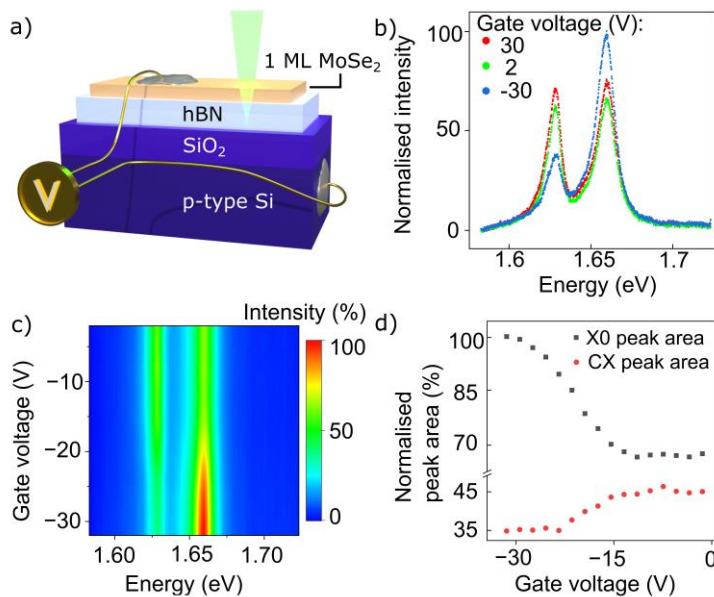 a)
1 ML MoSe₂
hBN
SiO₂
p-type Si
V
b)
Gate voltage (V):
30
2
-30
Normalised intensity
100
50
0
1.6
1.65
1.7
Energy (eV)
c)
Intensity (%)
100
50
0
Gate voltage (V)
−10
−20
−30
1.60
1.66
1.70
Energy (eV)
d)
X0 peak area
CX peak area
Normalised
peak area (%)
100
85
70
45
35
−30
−15
0
Gate voltage (V)